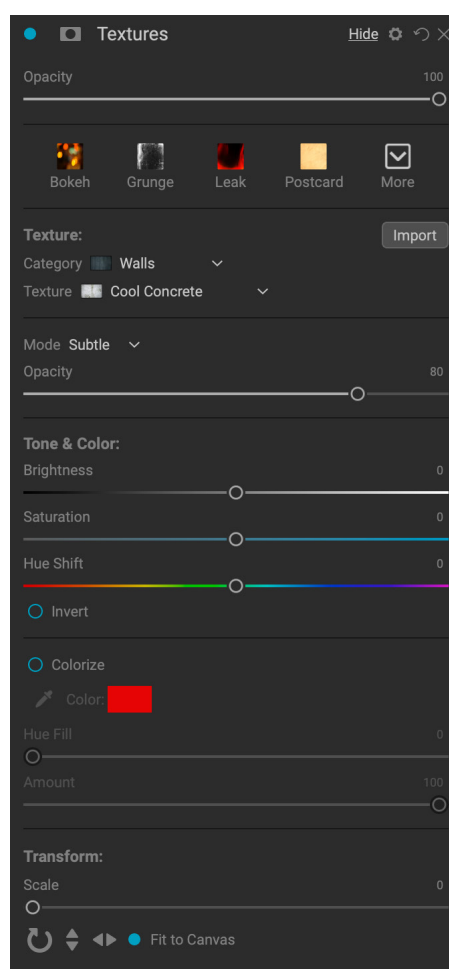 Textures Hide
Opacity 100
Bokeh Grunge Leak Postcard More
Texture: Import
Category Walls
Texture Cool Concrete
Mode Subtle
Opacity 80
Tone & Color:
Brightness 0
Saturation 0
Hue Shift 0
Invert
Colorize
Color:
Hue Fill 0
Amount 100
Transform:
Scale 0
Fit to Canvas